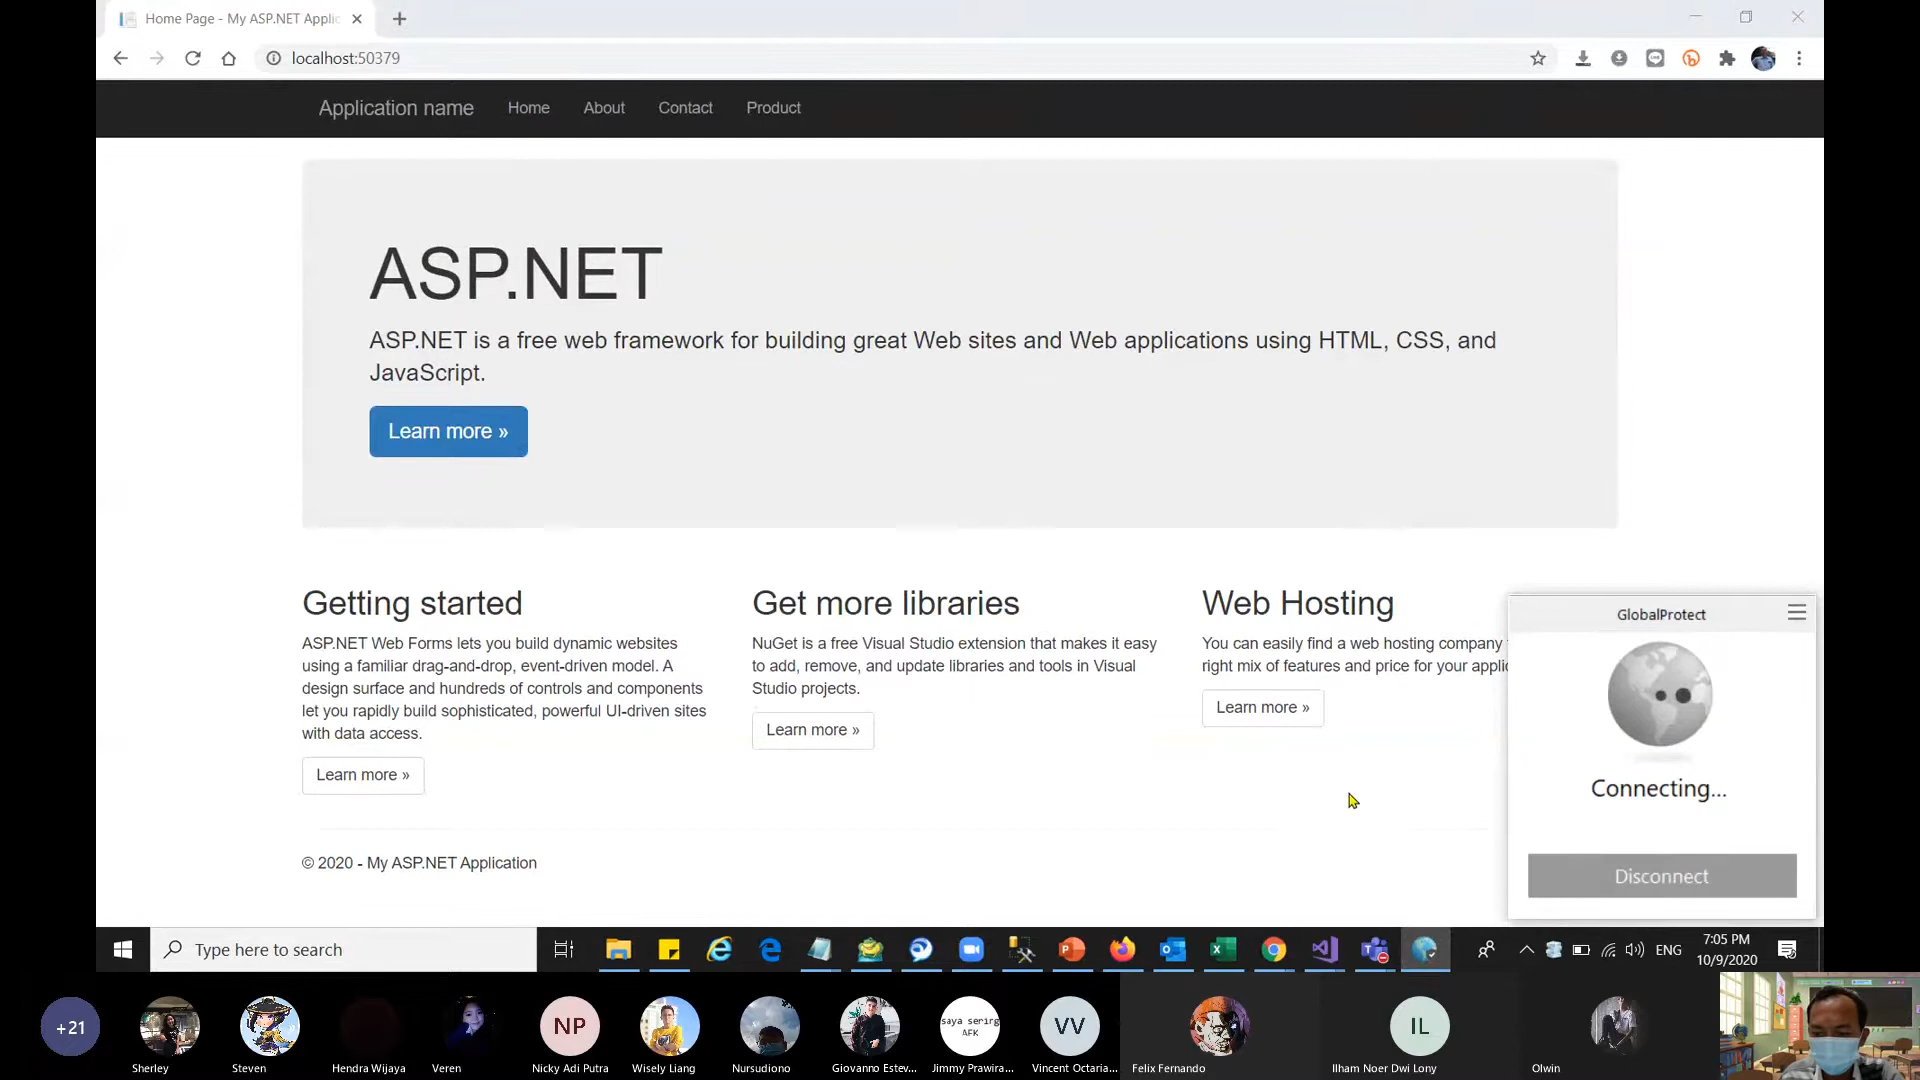 Home Page - My ASP.NET Applic
localhost:50379
Application name
Home
About
Contact
Product
ASP.NET
ASP.NET is a free web framework for building great Web sites and Web applications using HTML, CSS, and
JavaScript.
Learn more »
Getting started
ASP.NET Web Forms lets you build dynamic websites
using a familiar drag-and-drop, event-driven model. A
design surface and hundreds of controls and components
let you rapidly build sophisticated, powerful UI-driven sites
with data access.
Learn more »
Get more libraries
NuGet is a free Visual Studio extension that makes it easy
to add, remove, and update libraries and tools in Visual
Studio projects.
Learn more »
Web Hosting
You can easily find a web hosting company
right mix of features and price for your applic
Learn more »
© 2020 - My ASP.NET Application
GlobalProtect
Connecting...
Disconnect
Type here to search
ENG
7:05 PM
10/9/2020
+21
Sherley
Steven
Hendra Wijaya
Veren
NP
Nicky Adi Putra
Wisely Liang
Nursudiono
Giovanno Estev...
saya sering
AFK
Jimmy Prawira...
VV
Vincent Octaria...
Felix Fernando
IL
Ilham Noer Dwi Lony
Olwin